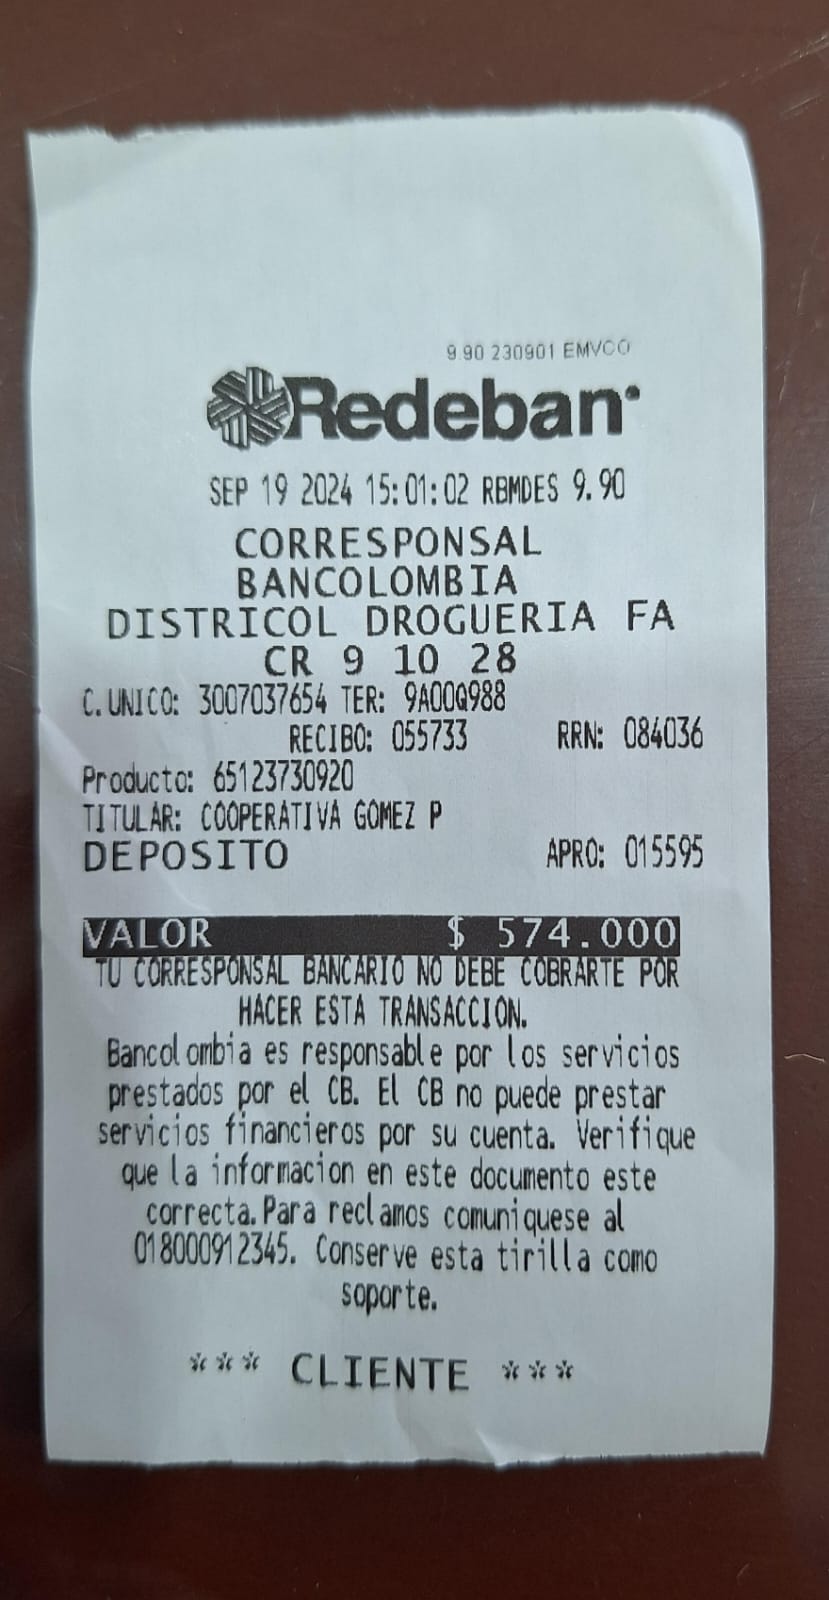 9.90 230901 EMVCO
Redeban
SEP 19 2024 15:01:02 RBMDES 9.90
CORRESPONSAL
BANCOLOMBIA
DISTRICOL DROGUERIA FA
CR 9 10 28
C.UNICO: 3007037654 TER: 9A00Q988
RECIBO: 055733 RRN: 084036
Producto: 65123730920
TITULAR: COOPERATIVA GOMEZ P
DEPOSITO APRO: 015595
VALOR $ 574.000
TU CORRESPONSAL BANCARIO NO DEBE COBRARTE POR
HACER ESTA TRANSACCION.
Bancolombia es responsable por los servicios
prestados por el CB. El CB no puede prestar
servicios financieros por su cuenta. Verifique
que la informacion en este documento este
correcta.Para reclamos comuniquese al
018000912345. Conserve esta tirilla como
soporte.
*** CLIENTE ***